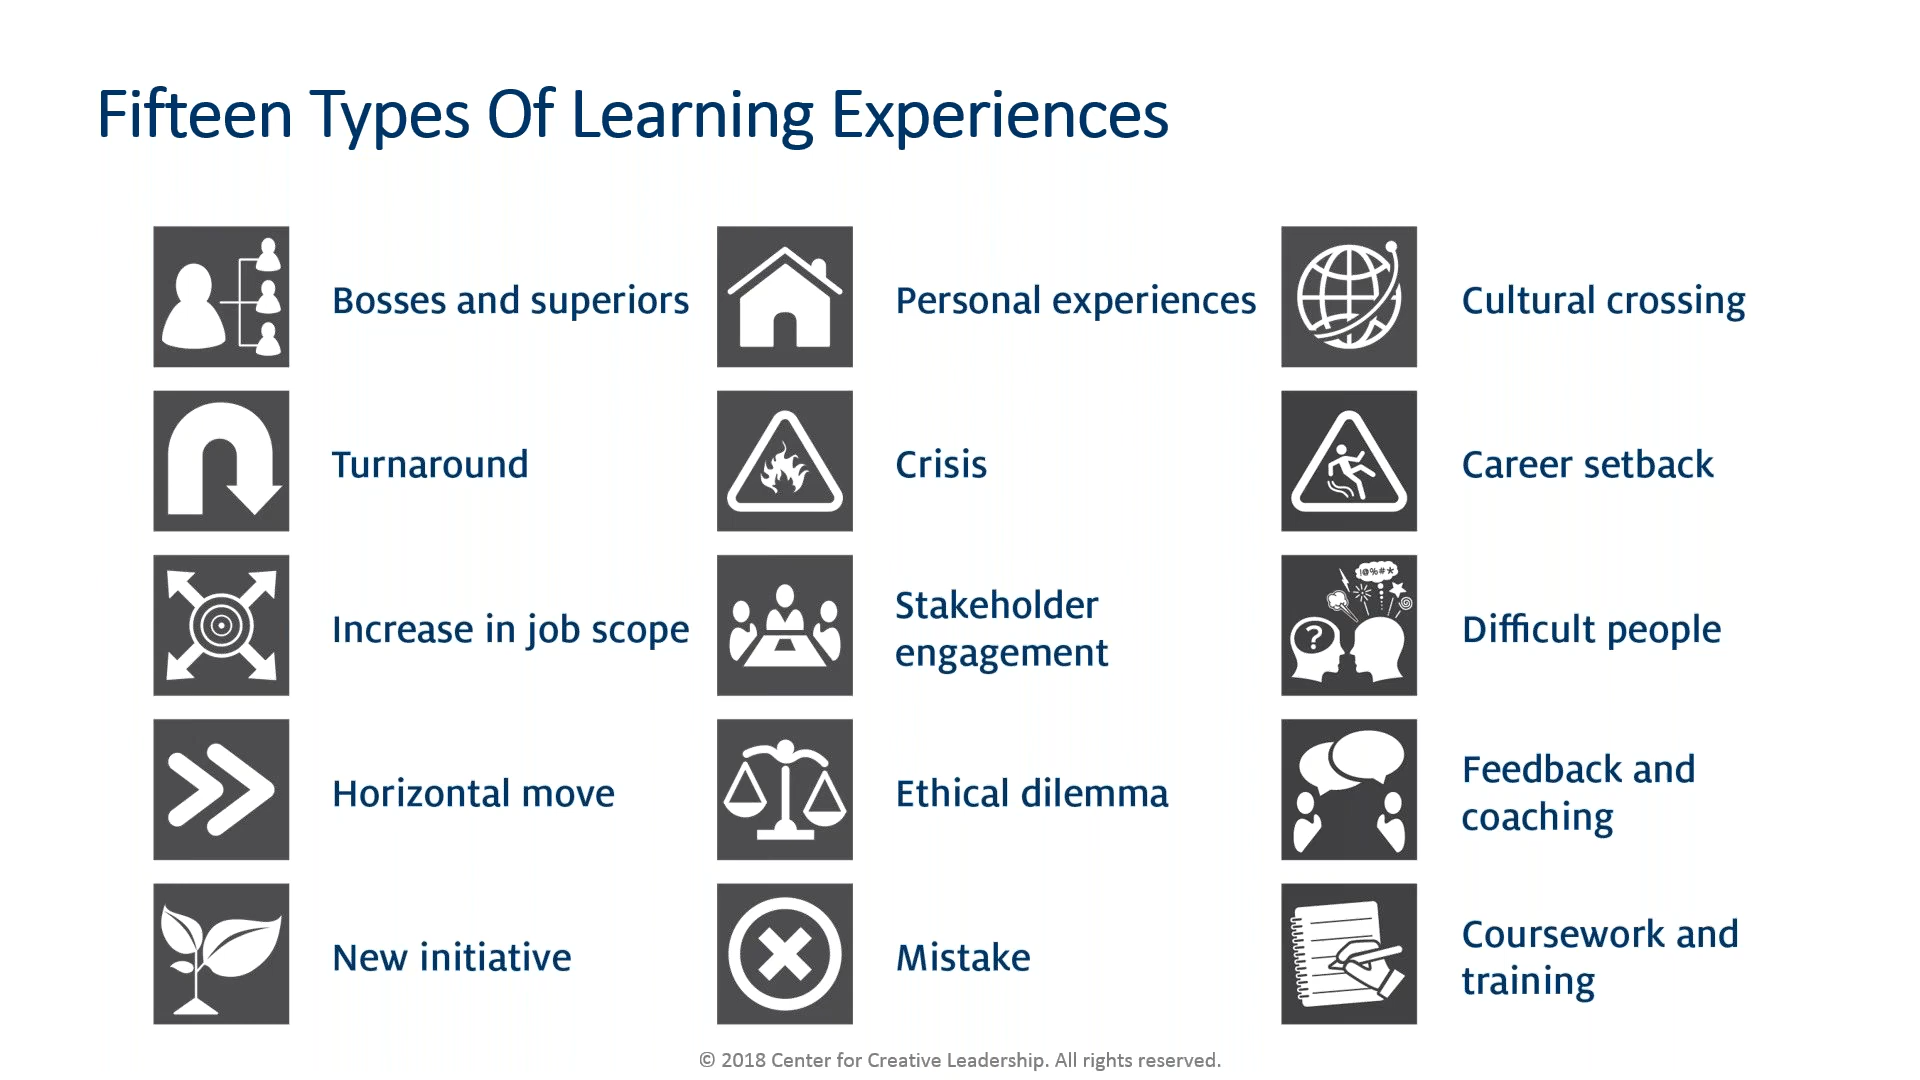 Fifteen Types Of Learning Experiences
Bosses and superiors
Personal experiences
Cultural crossing
Turnaround
Crisis
Career setback
Increase in job scope
Stakeholder
engagement
!@%#*
?
Difficult people
Horizontal move
Ethical dilemma
Feedback and
coaching
New initiative
Mistake
Coursework and
training
© 2018 Center for Creative Leadership. All rights reserved.